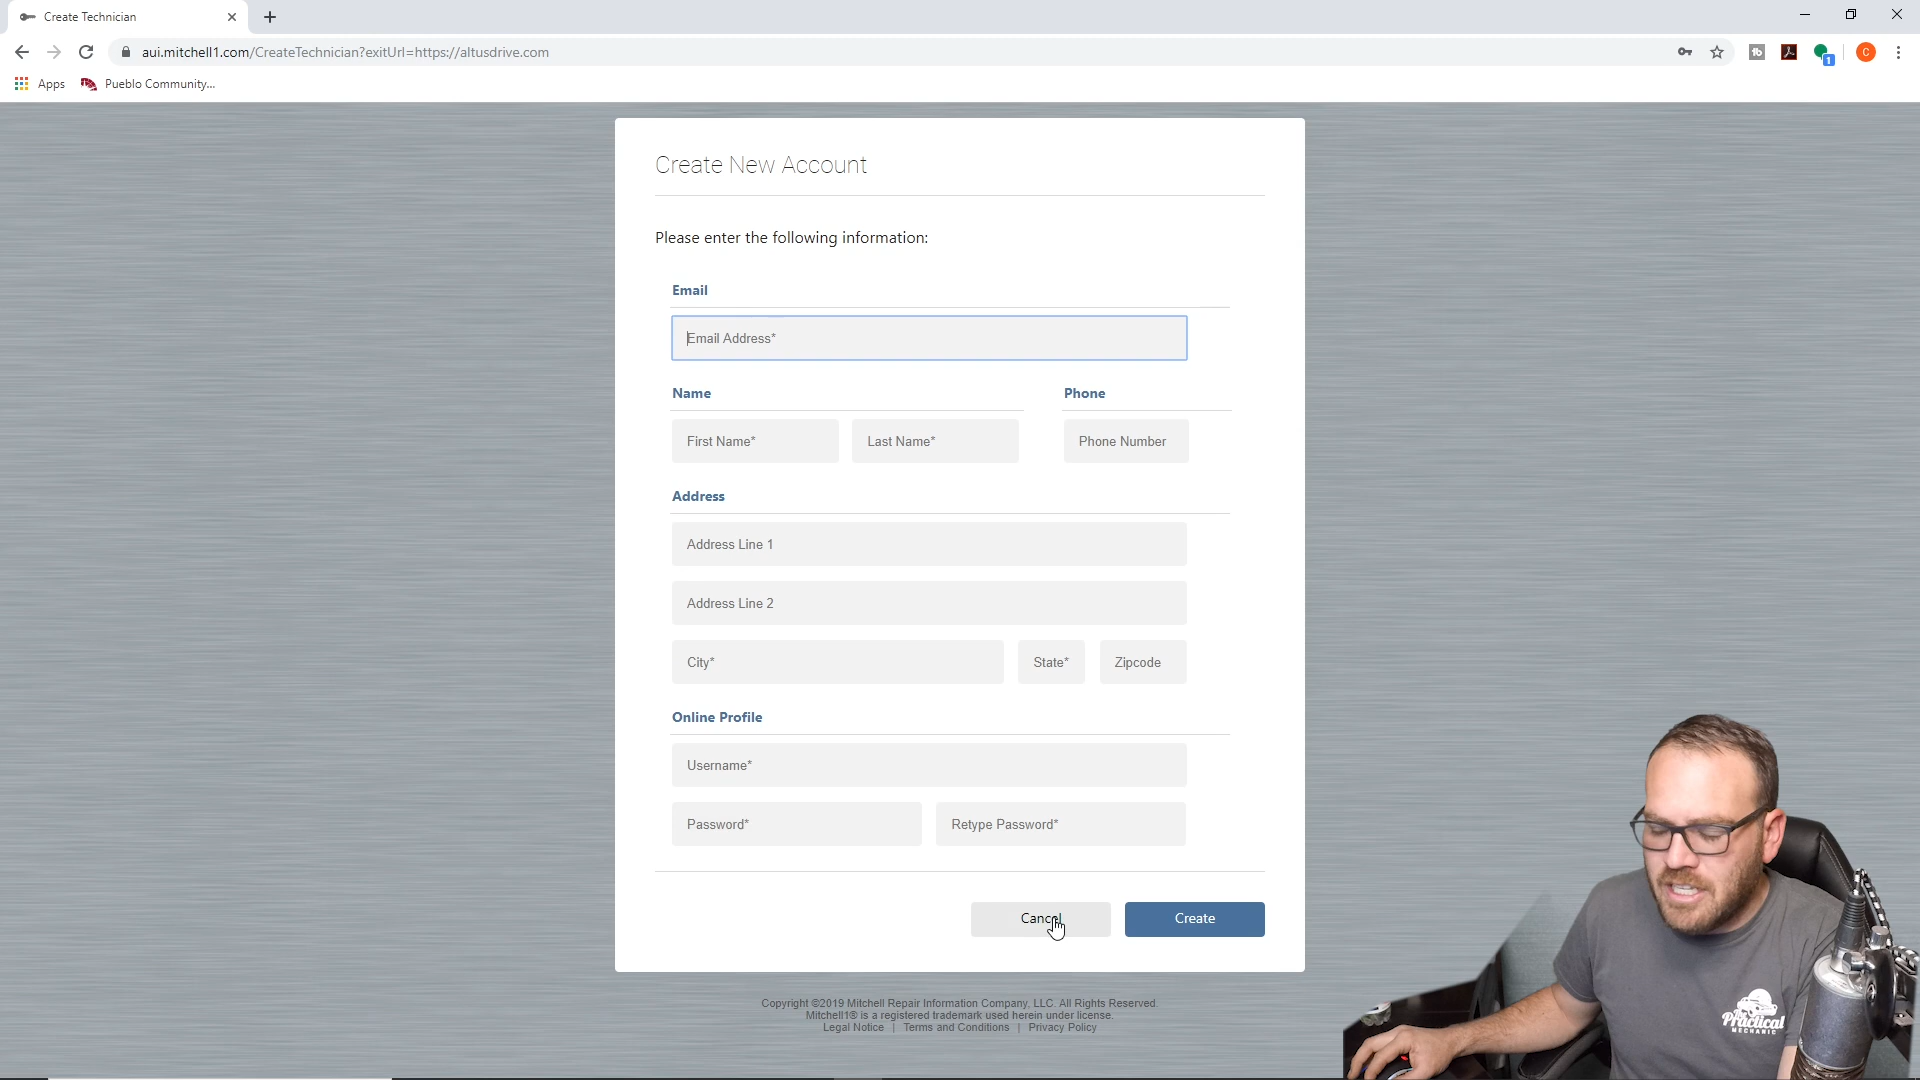 Create Technician
aui.mitchell1.com/CreateTechnician?exitUrl=https://altusdrive.com
1
C
Apps
Pueblo Community...
Create New Account
Please enter the following information:
Email
Email Address*
Name
Phone
First Name*
Last Name*
Phone Number
Address
Address Line 1
Address Line 2
City*
State*
Zipcode
Online Profile
Username*
Password*
Retype Password*
Cancel
Create
Copyright ©2019 Mitchell Repair Information Company, LLC. All Rights Reserved.
Mitchell1® is a registered trademark used herein under license.
Legal Notice | Terms and Conditions | Privacy Policy
The
Practical
MECHANIC